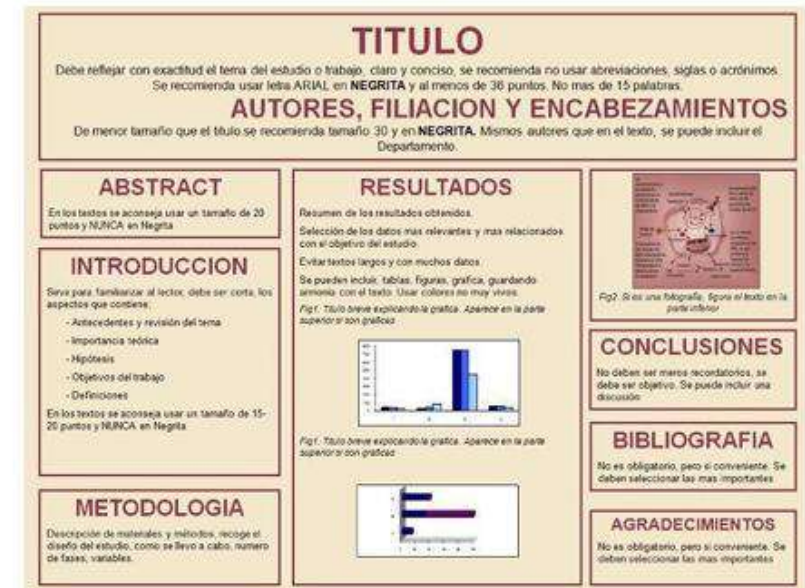 TITULO
Debe reflejar con exactitud el tema del estudio o trabajo, claro y conciso, se recomienda no usar abreviaciones, siglas o acrónimos.
Se recomienda usar letra ARIAL en NEGRITA y al menos de 36 puntos. No mas de 15 palabras.
AUTORES, FILIACION Y ENCABEZAMIENTOS
De menor tamaño que el titulo se recomienda tamaño 30 y en NEGRITA. Mismos autores que en el texto, se puede incluir el
Departamento.
ABSTRACT
En los textos se aconseja usar un tamaño de 20
puntos y NUNCA en Negrita
INTRODUCCION
Sirve para familiarizar al lector, debe ser corta, los
aspectos que contiene:
- Antecedentes y revisión del tema
- Importancia teórica
- Hipótesis
- Objetivos del trabajo
- Definiciones
En los textos se aconseja usar un tamaño de 15-
20 puntos y NUNCA en Negrita
METODOLOGIA
Descripción de materiales y métodos, recoge el
diseño del estudio, como se llevo a cabo, numero
de fases, variables.
RESULTADOS
Resumen de los resultados obtenidos.
Selección de los datos mas relevantes y mas relacionados
con el objetivo del estudio.
Evitar textos largos y con muchos datos.
Se pueden incluir, tablas, figuras, grafica, guardando
armonia con el texto. Usar colores no muy vivos.
Fig1. Titulo breve explicando la grafica. Aparece en la parte
superior si son gráficas
Fig1. Titulo breve explicando la grafica. Aparece en la parte
superior si son gráficas
Fig2. Si es una fotografía, figura el texto en la
parte inferior
CONCLUSIONES
No deben ser meros recordatorios, se
debe ser objetivo. Se puede incluir una
discusión
BIBLIOGRAFIA
No es obligatorio, pero si conveniente. Se
deben seleccionar las mas importantes
AGRADECIMIENTOS
No es obligatorio, pero si conveniente. Se
deben seleccionar las mas importantes